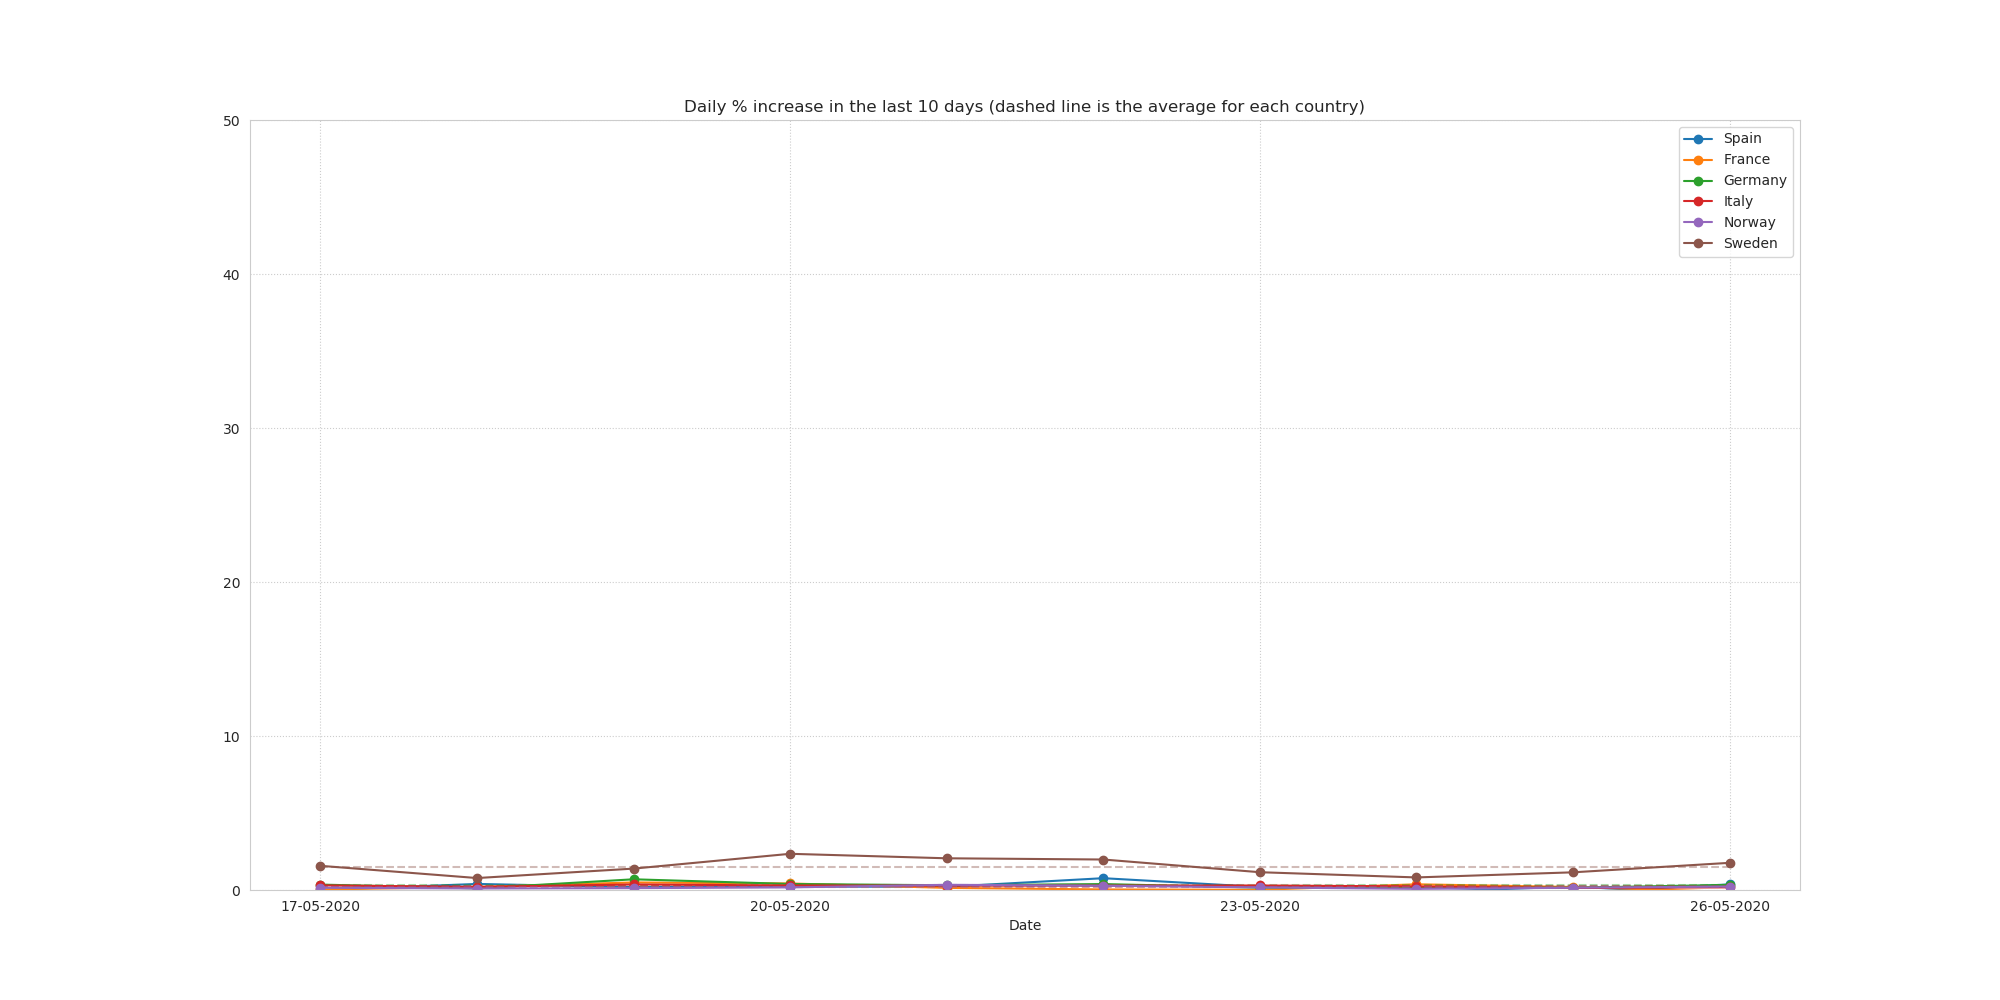 Daily % increase in the last 10 days (dashed line is the average for each country)
50
40
30
20
10
0
Spain
France
Germany
Italy
Norway
Sweden
17-05-2020 20-05-2020 23-05-2020 26-05-2020
Date